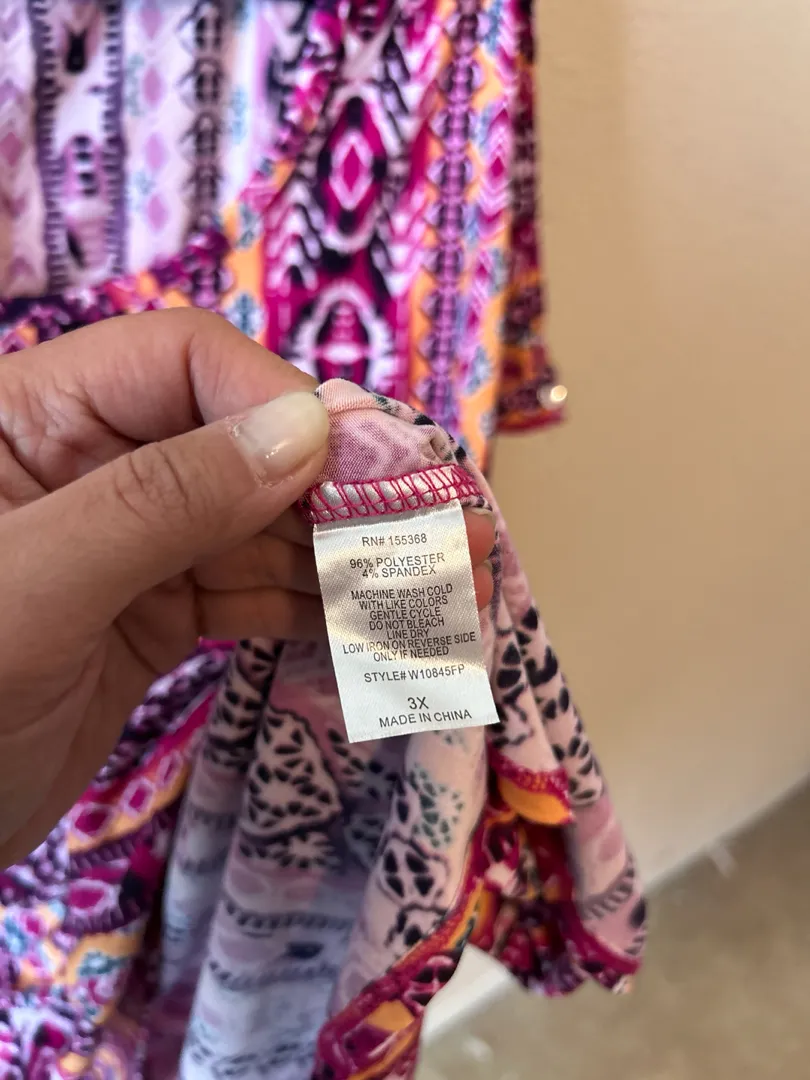 RN# 155368
96% POLYESTER
4% SPANDEX
MACHINE WASH COLD
WITH LIKE COLORS
GENTLE CYCLE
DO NOT BLEACH
LINE DRY
LOW IRON ON REVERSE SIDE
ONLY IF NEEDED
STYLE# W10845FP
3X
MADE IN CHINA